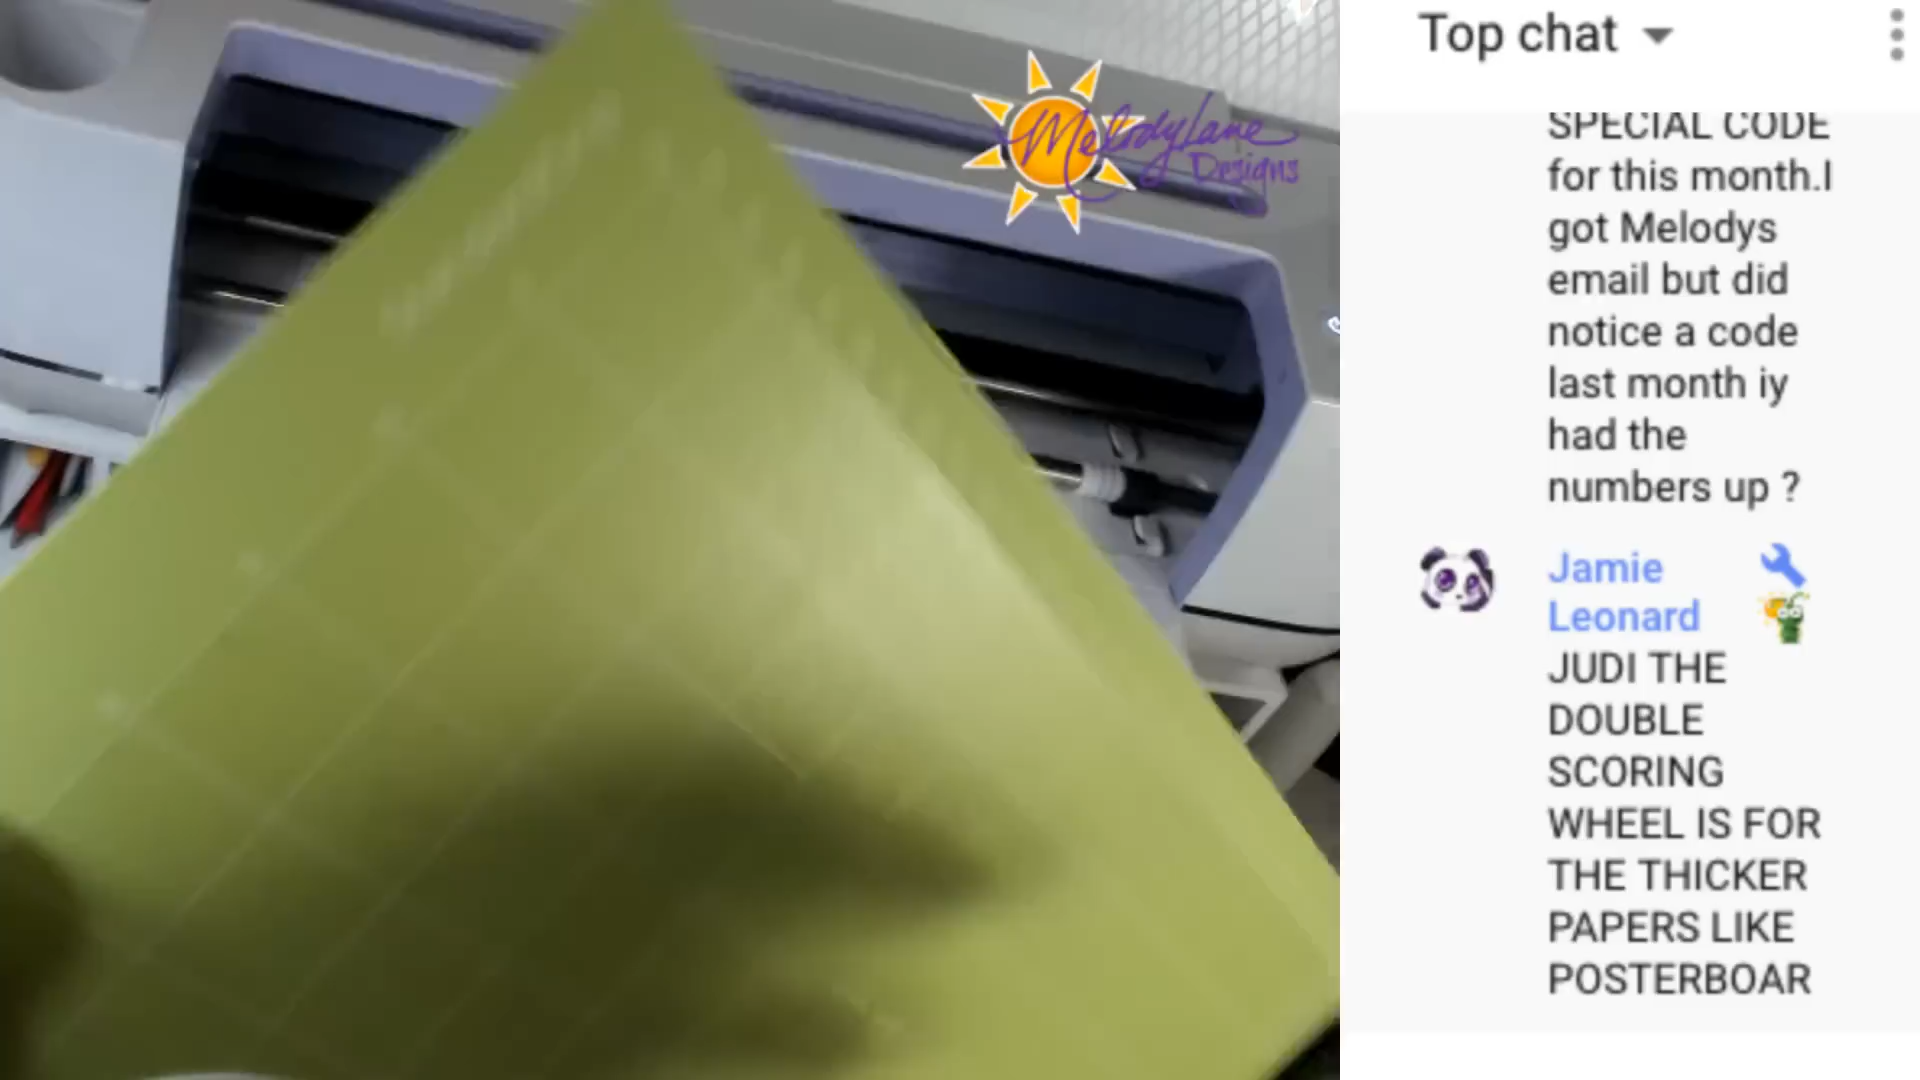 MelodyLane
Designs
Top chat
SPECIAL CODE
for this month.I
got Melodys
email but did
notice a code
last month iy
had the
numbers up ?
Jamie
Leonard
JUDI THE
DOUBLE
SCORING
WHEEL IS FOR
THE THICKER
PAPERS LIKE
POSTERBOAR